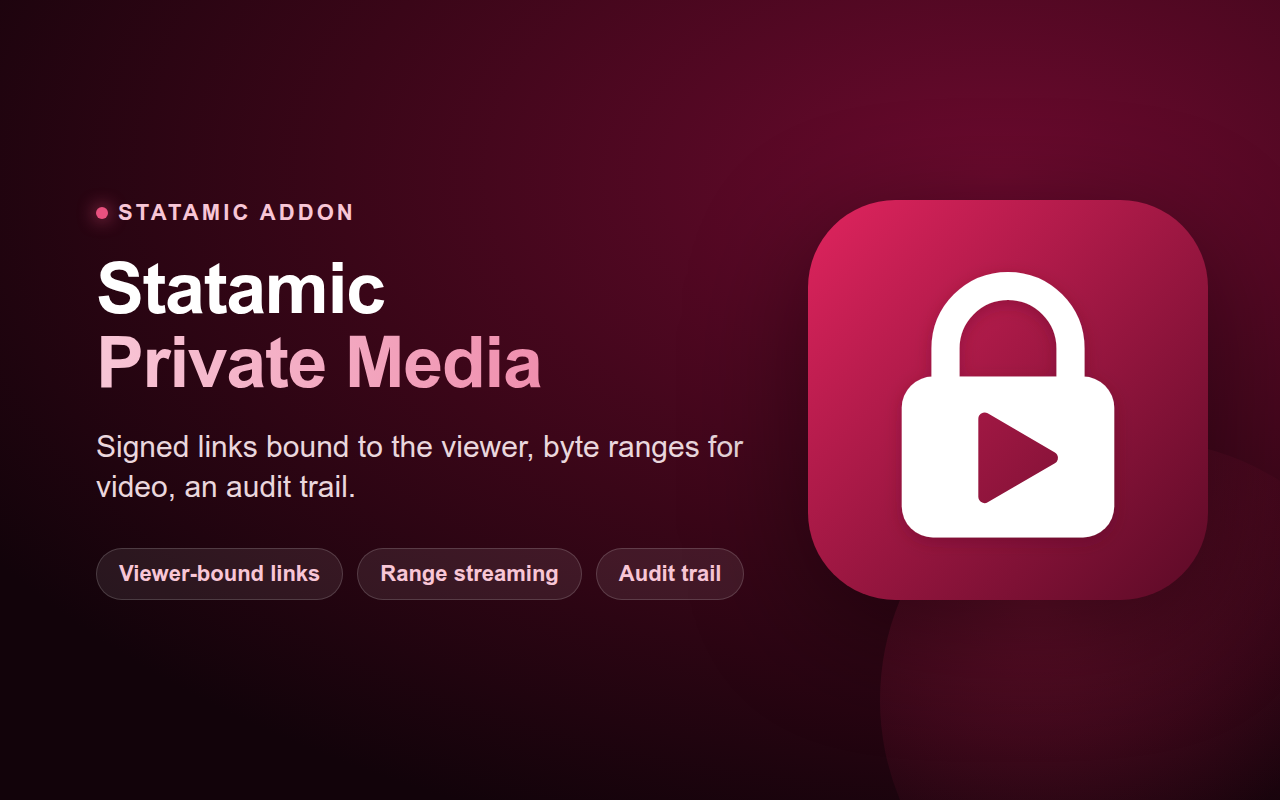 STATAMIC ADDON
Statamic
Private Media
Signed links bound to the viewer, byte ranges for
video, an audit trail.
Viewer-bound links
Range streaming
Audit trail